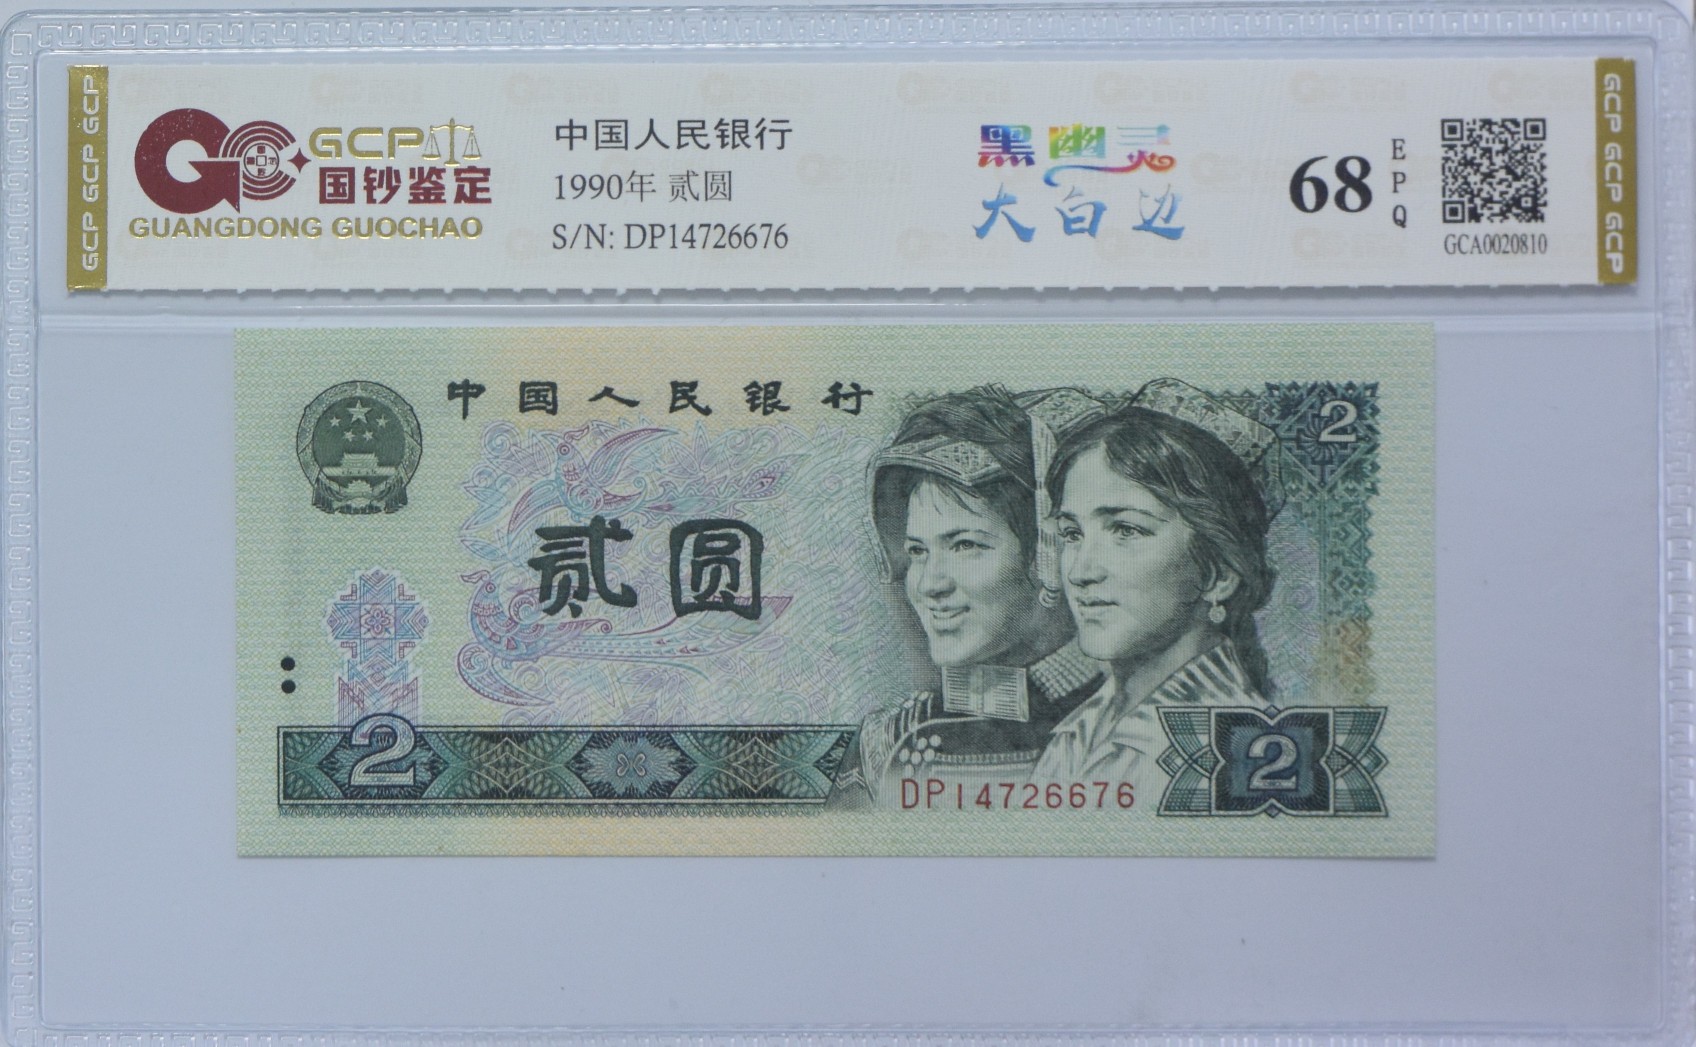 GCP GCP GCP
GCP
国钞鉴定
GUANGDONG GUOCHAO
中国人民银行
1990年 贰圆
S/N: DP14726676
黑幽灵
大白边
68
EPQ
GCA0020810
GCP GCP GCP
中国人民银行
2
贰圆
2
2
DP14726676